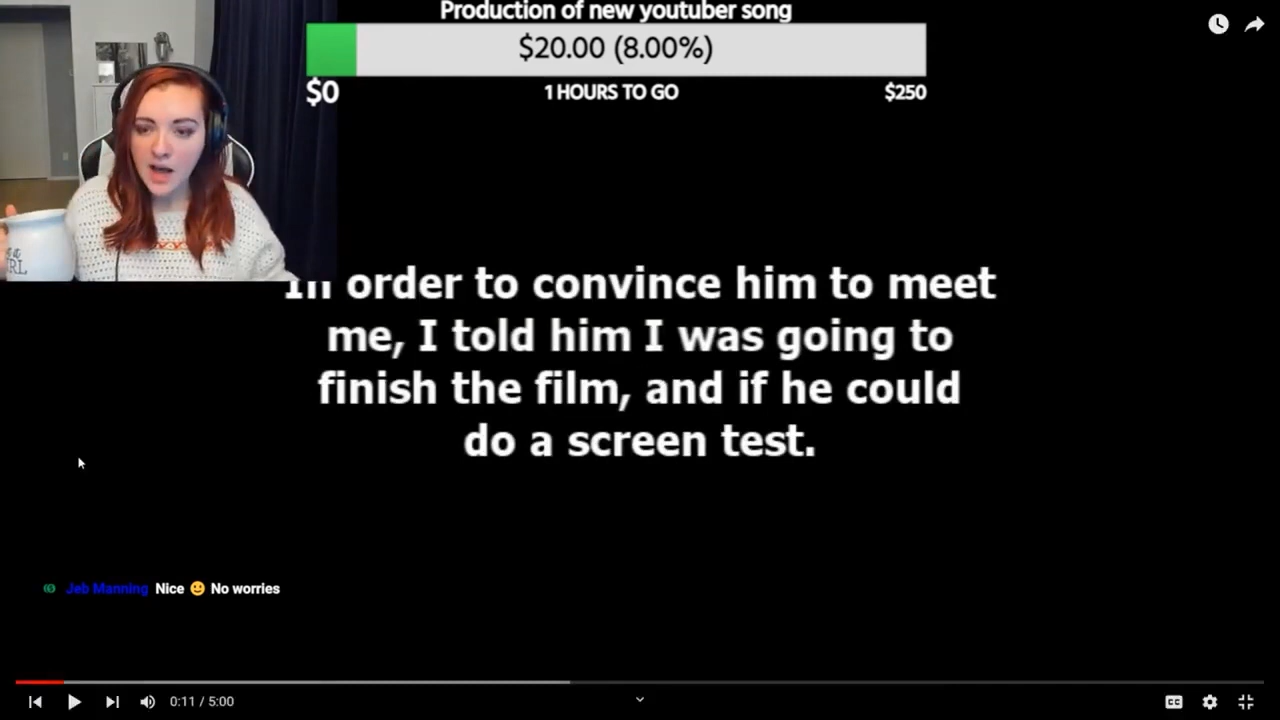 Production of new youtuber song
$20.00 (8.00%)
$0
1 HOURS TO GO
$250
In order to convince him to meet
me, I told him I was going to
finish the film, and if he could
do a screen test.
Jeb Manning Nice 🙂 No worries
0:11 / 5:00
CC